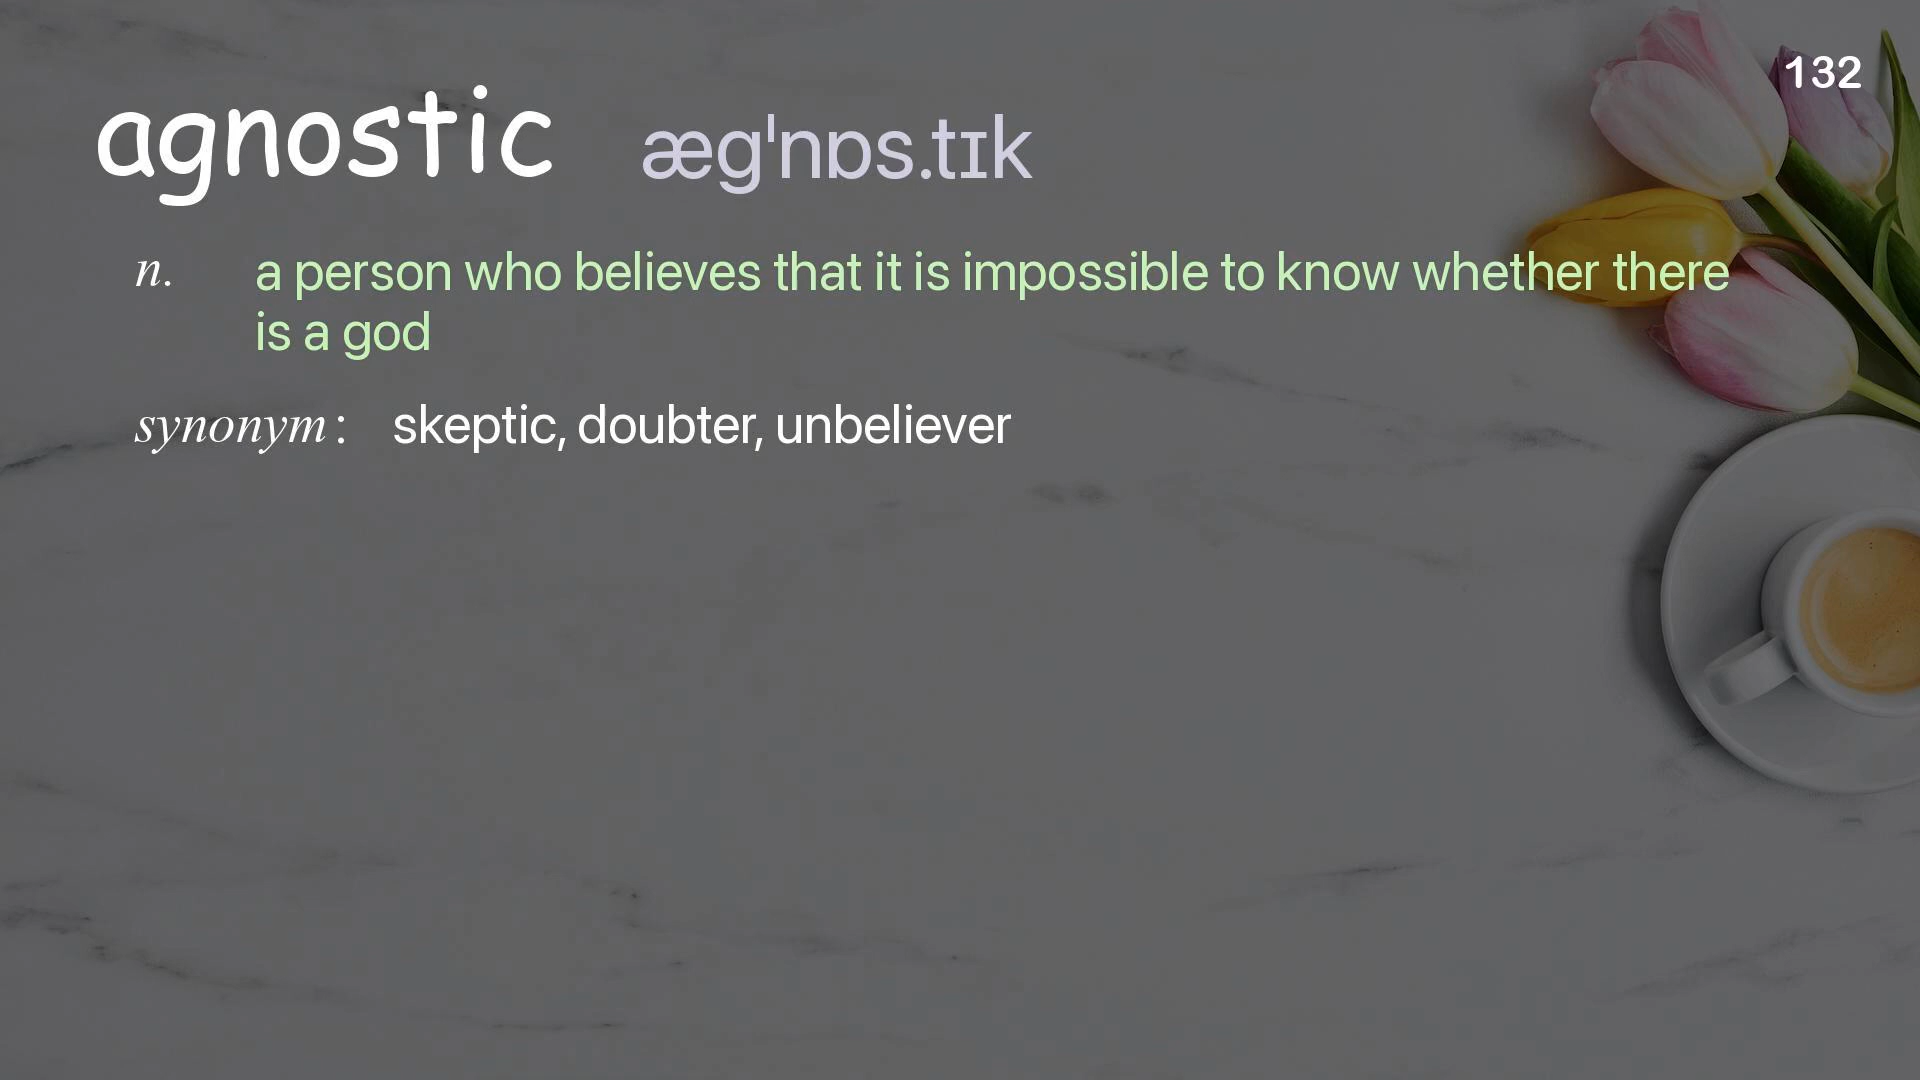 132
agnostic æɡˈnɒs.tɪk
n. a person who believes that it is impossible to know whether there
is a god
synonym: skeptic, doubter, unbeliever